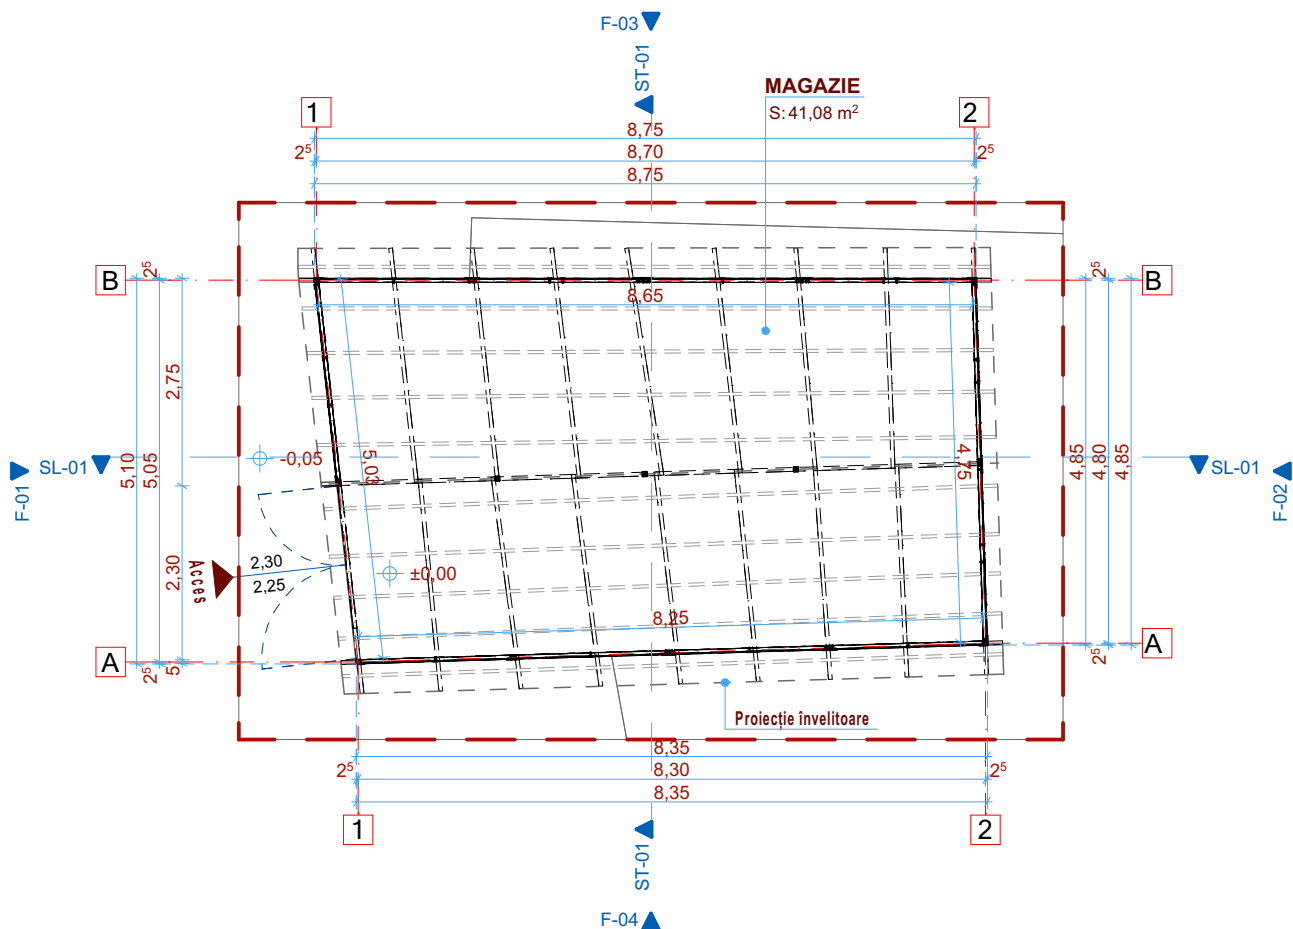 F-03
ST-01
MAGAZIE
S: 41,08 m²
1
2
8,75
2⁵
8,70
2⁵
8,75
B
2⁵
2⁵
B
8,65
2,75
5,03
4,75
-0,05
5,10
5,05
4,85
4,80
4,85
F-01
SL-01
SL-01
F-02
Acces
2,30
2,25
2,30
±0,00
8,25
A
2⁵
5
2⁵
A
Proiecție învelitoare
8,35
2⁵
8,30
2⁵
8,35
1
2
ST-01
F-04